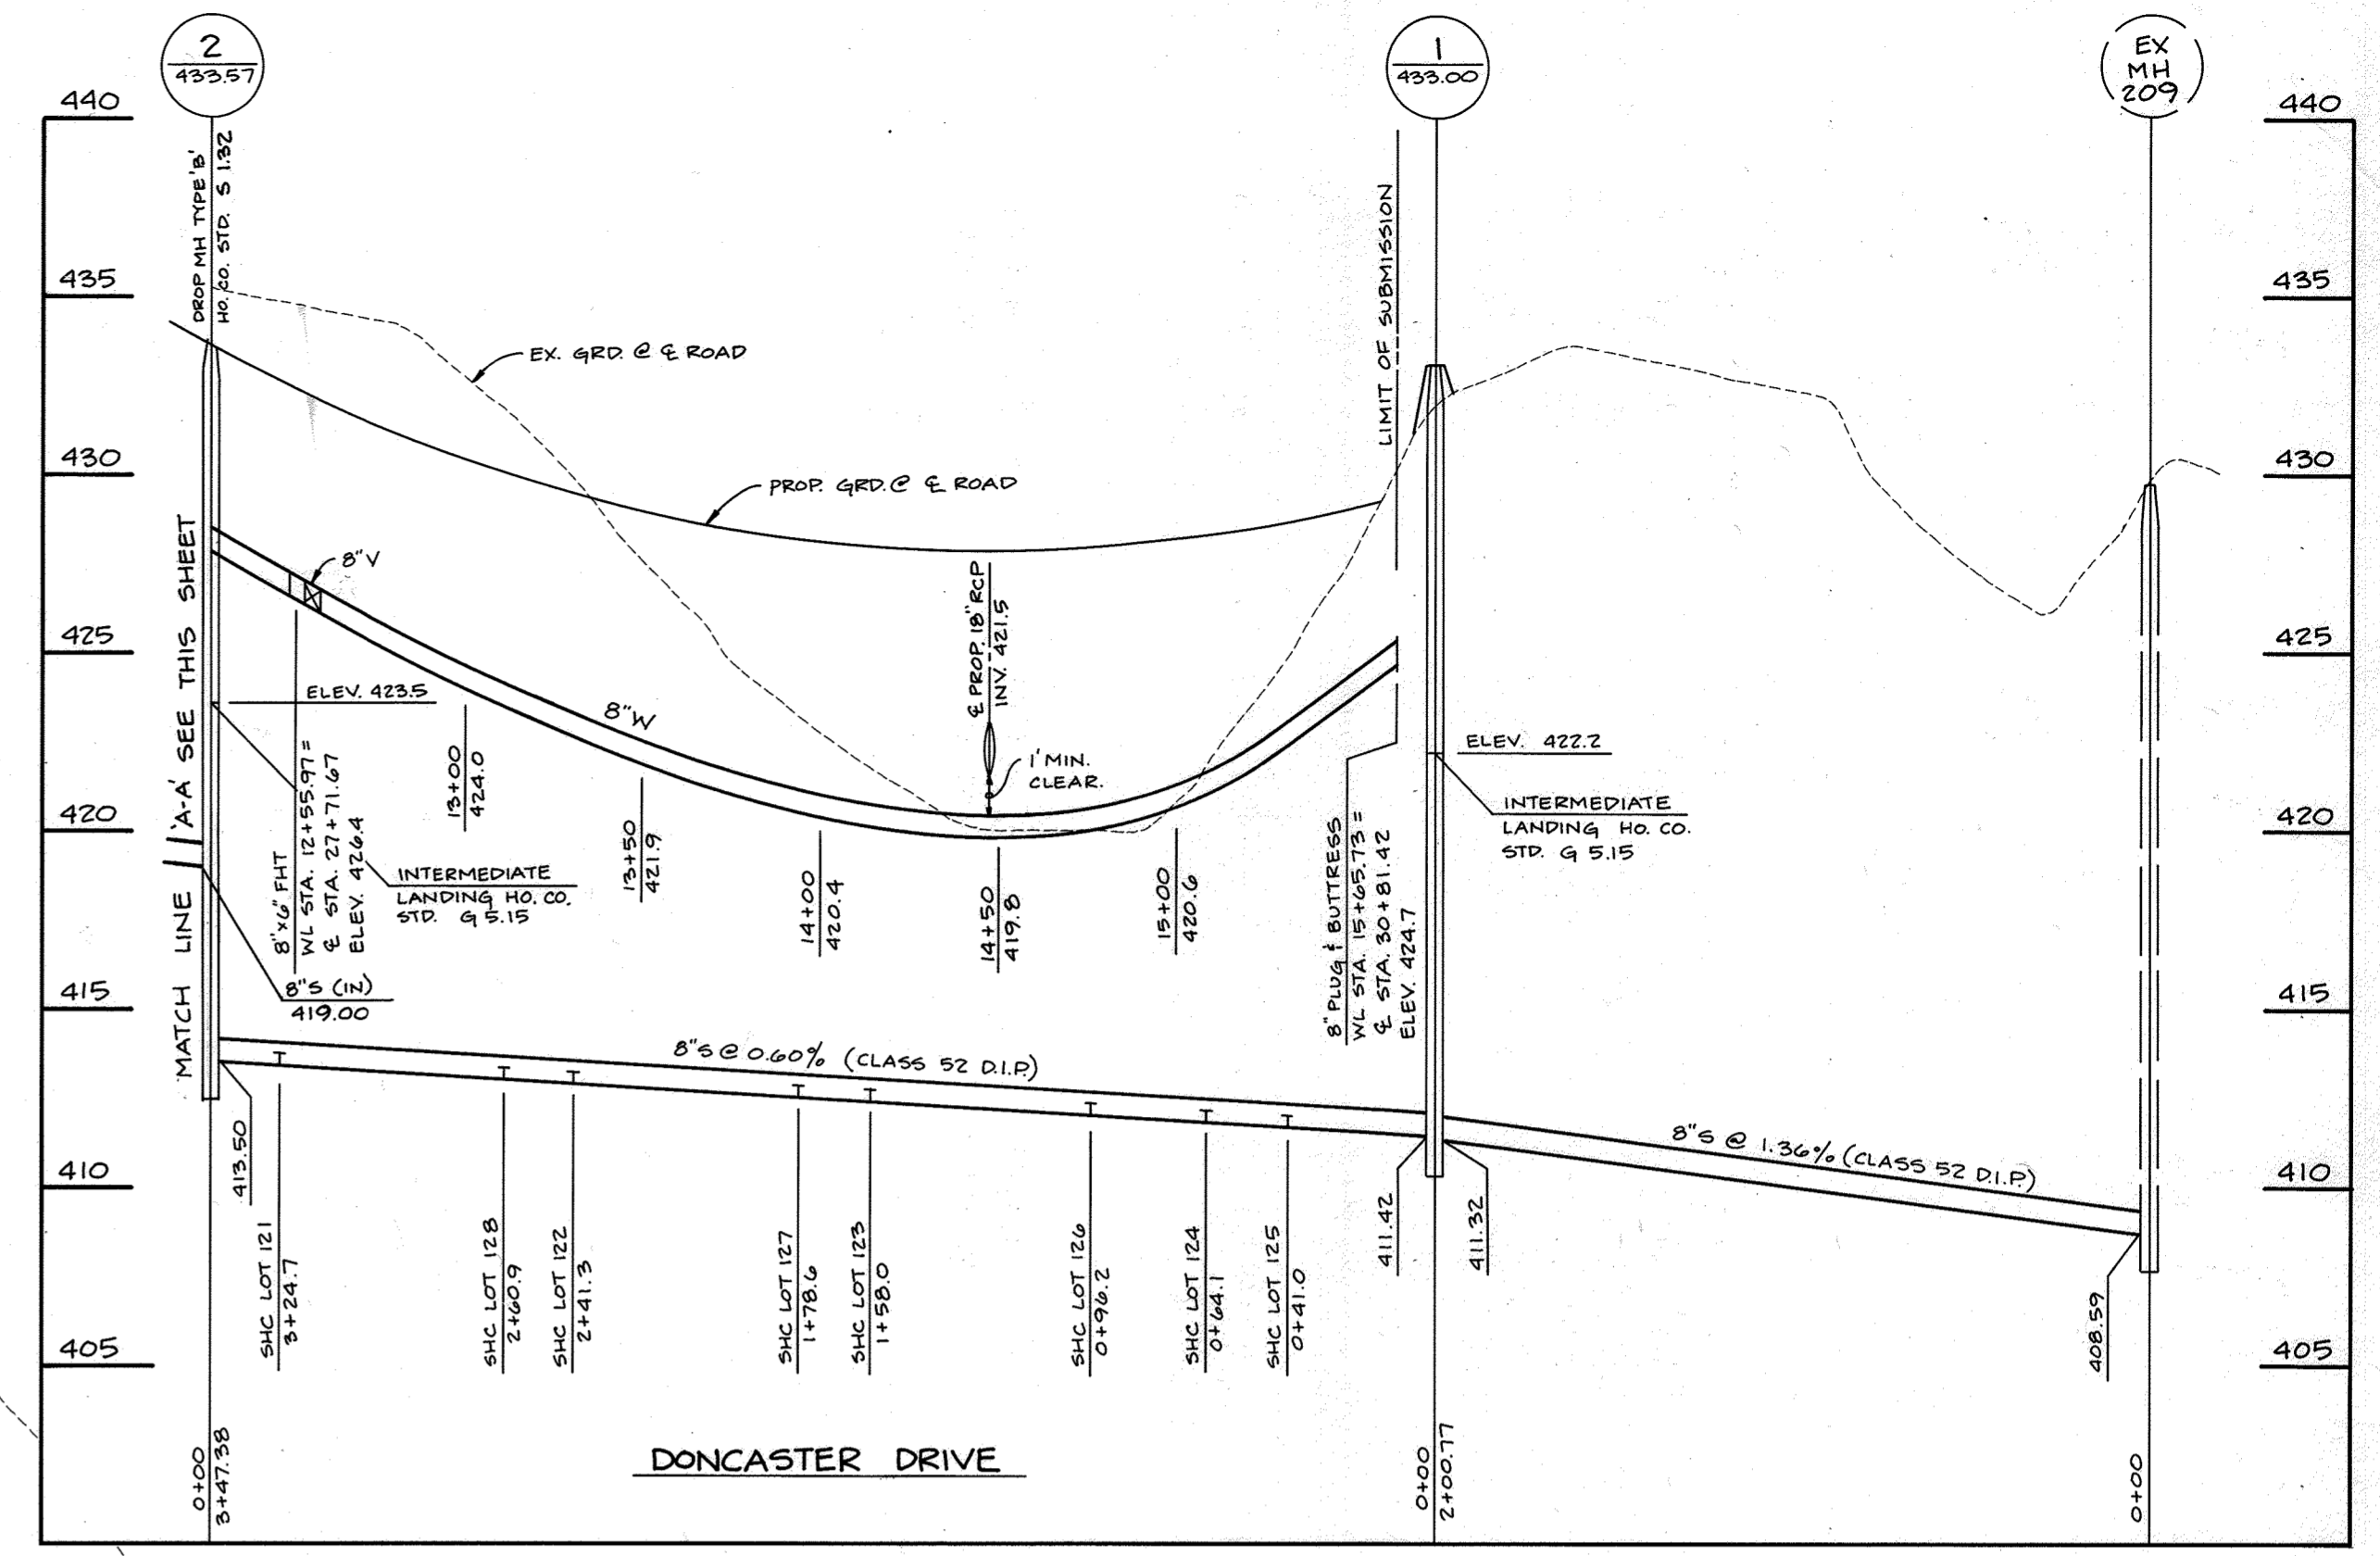 2
433.57
1
433.00
EX
MH
209
440
435
430
425
420
415
410
405
440
435
430
425
420
415
410
405
DROP MH TYPE 'B'
HO. CO. STD. S 1.32
MATCH LINE 'A-A' SEE THIS SHEET
EX. GRD. @ ℄ ROAD
PROP. GRD. @ ℄ ROAD
LIMIT OF SUBMISSION
8"V
8"W
ELEV. 423.5
8"x6" FHT
WL STA. 12+55.97 =
℄ STA. 27+71.67
ELEV. 426.4
INTERMEDIATE
LANDING HO. CO.
STD. G 5.15
8"S (IN)
419.00
13+00
424.0
13+50
421.9
14+00
420.4
14+50
419.8
15+00
420.6
℄ PROP. 18" RCP
INV. 421.5
1' MIN.
CLEAR.
8" PLUG & BUTTRESS
WL STA. 15+65.73 =
℄ STA. 30+81.42
ELEV. 424.7
ELEV. 422.2
INTERMEDIATE
LANDING HO. CO.
STD. G 5.15
8"S @ 0.60% (CLASS 52 D.I.P.)
8"S @ 1.36% (CLASS 52 D.I.P.)
413.50
411.42
411.32
408.59
SHC LOT 121
3+24.7
SHC LOT 128
2+60.9
SHC LOT 122
2+41.3
SHC LOT 127
1+78.6
SHC LOT 123
1+58.0
SHC LOT 126
0+96.2
SHC LOT 124
0+64.1
SHC LOT 125
0+41.0
0+00
3+47.38
0+00
2+00.77
0+00
DONCASTER DRIVE